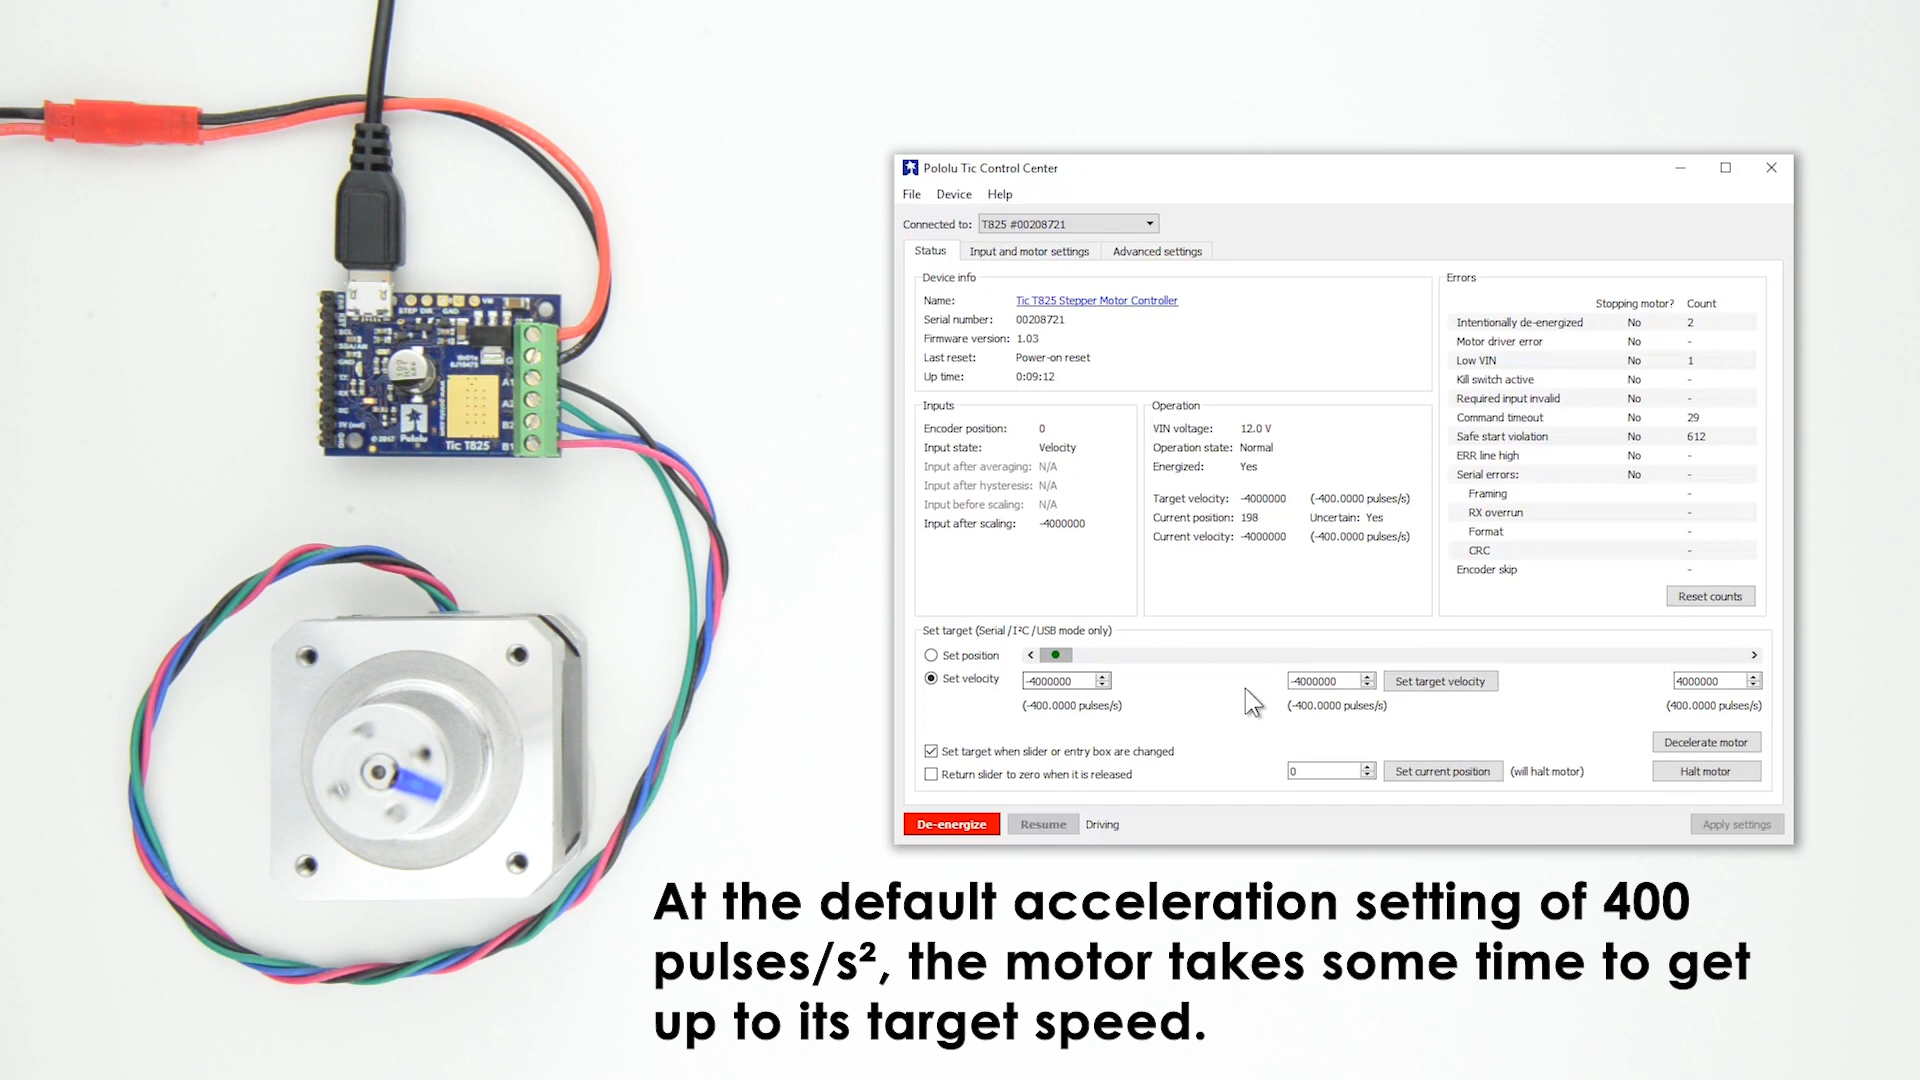 Pololu Tic Control Center
File Device Help
Connected to: T825 #00208721
Status Input and motor settings Advanced settings
Device info
Name: Tic T825 Stepper Motor Controller
Serial number: 00208721
Firmware version: 1.03
Last reset: Power-on reset
Up time: 0:09:12
Inputs
Encoder position: 0
Input state: Velocity
Input after averaging: N/A
Input after hysteresis: N/A
Input before scaling: N/A
Input after scaling: -4000000
Operation
VIN voltage: 12.0 V
Operation state: Normal
Energized: Yes
Target velocity: -4000000 (-400.0000 pulses/s)
Current position: 198 Uncertain: Yes
Current velocity: -4000000 (-400.0000 pulses/s)
Errors
Stopping motor? Count
Intentionally de-energized No 2
Motor driver error No -
Low VIN No 1
Kill switch active No -
Required input invalid No -
Command timeout No 29
Safe start violation No 612
ERR line high No -
Serial errors: No -
Framing -
RX overrun -
Format -
CRC -
Encoder skip -
Reset counts
Set target (Serial/I²C/USB mode only)
Set position < >
Set velocity -4000000 -4000000 Set target velocity 4000000
(-400.0000 pulses/s) (-400.0000 pulses/s) (400.0000 pulses/s)
Decelerate motor
Set target when slider or entry box are changed
Return slider to zero when it is released 0 Set current position (will halt motor) Halt motor
De-energize Resume Driving Apply settings
STEP DIR GND VM
Pololu
© 2017
Tic T825
www.pololu.com
At the default acceleration setting of 400
pulses/s², the motor takes some time to get
up to its target speed.